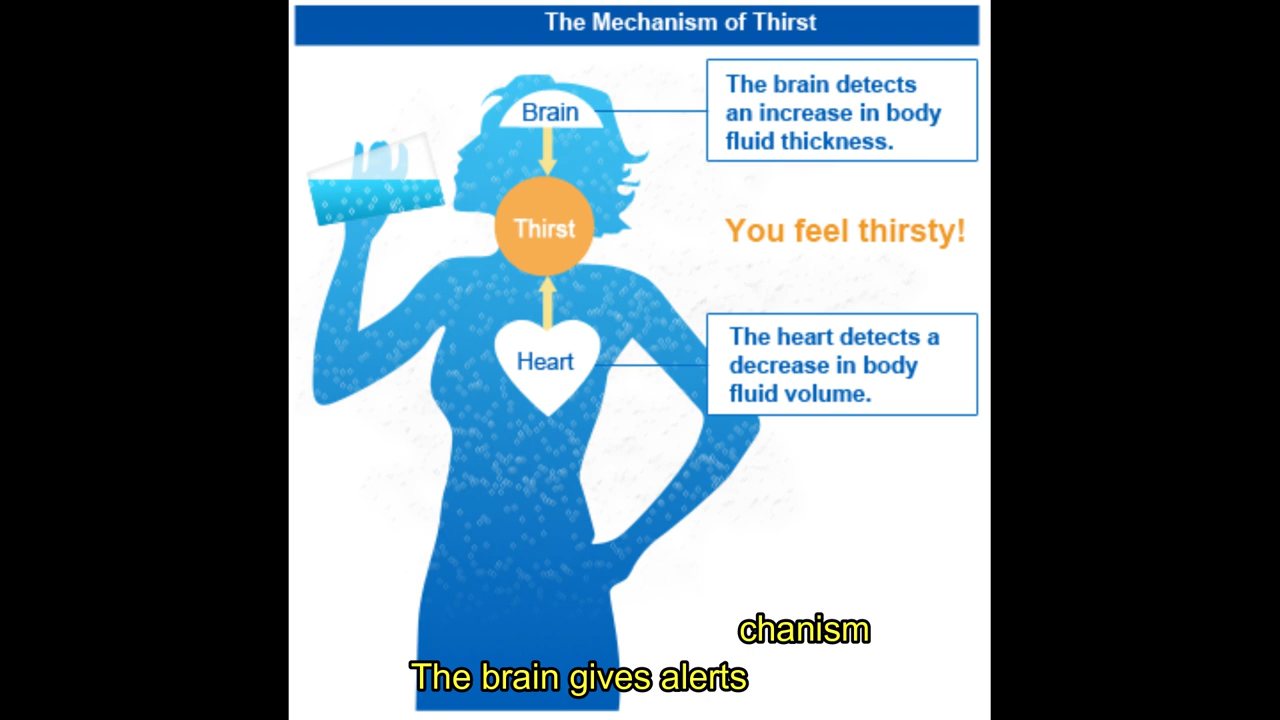 The Mechanism of Thirst
Brain
The brain detects
an increase in body
fluid thickness.
Thirst
You feel thirsty!
Heart
The heart detects a
decrease in body
fluid volume.
chanism
The brain gives alerts